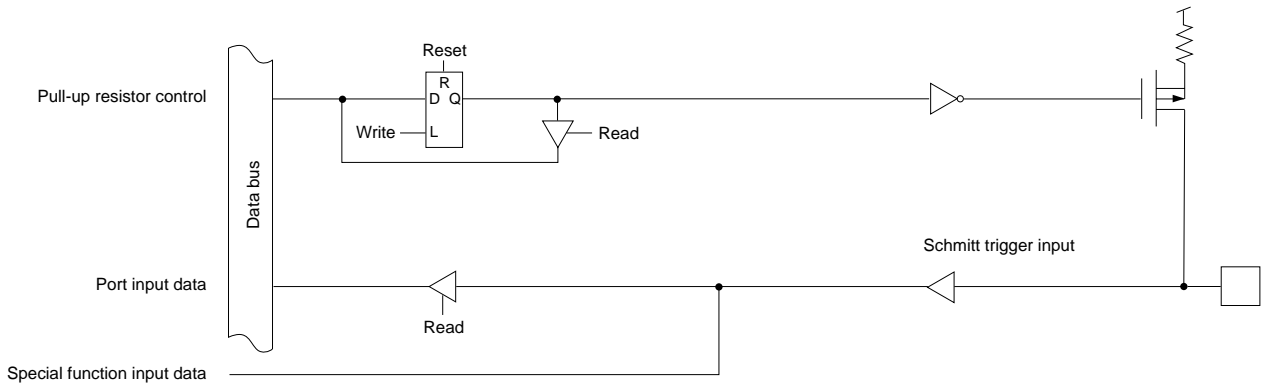 Reset
Pull-up resistor control
R
D Q
Write
L
Read
Data bus
Schmitt trigger input
Port input data
Read
Special function input data